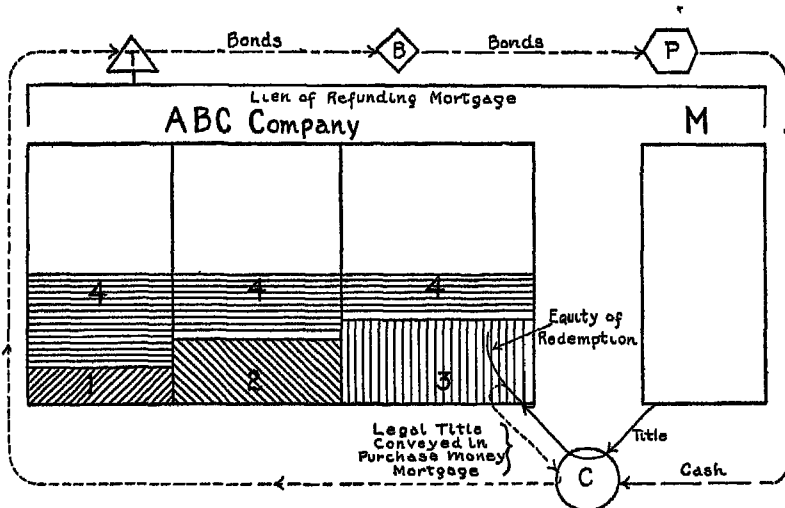 Bonds
Bonds
T
B
P
Lien of Refunding Mortgage
ABC Company
M
4
4
4
Equity of
Redemption
1
2
3
Legal Title
Conveyed in
Purchase Money
Mortgage
Title
C
Cash